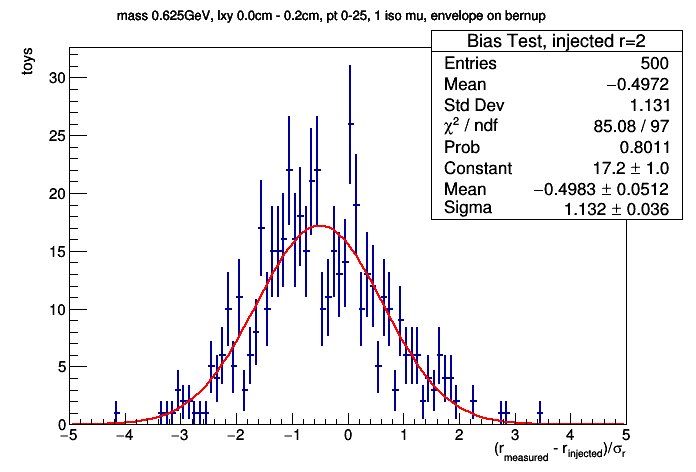 mass 0.625GeV, lxy 0.0cm - 0.2cm, pt 0-25, 1 iso mu, envelope on bernup
Bias Test, injected r=2
Entries 500
Mean −0.4972
Std Dev 1.131
χ² / ndf 85.08 / 97
Prob 0.8011
Constant 17.2 ± 1.0
Mean −0.4983 ± 0.0512
Sigma 1.132 ± 0.036
toys
30
25
20
15
10
5
0
−5 −4 −3 −2 −1 0 1 2 3 4 5
(r_measured - r_injected)/σ_r